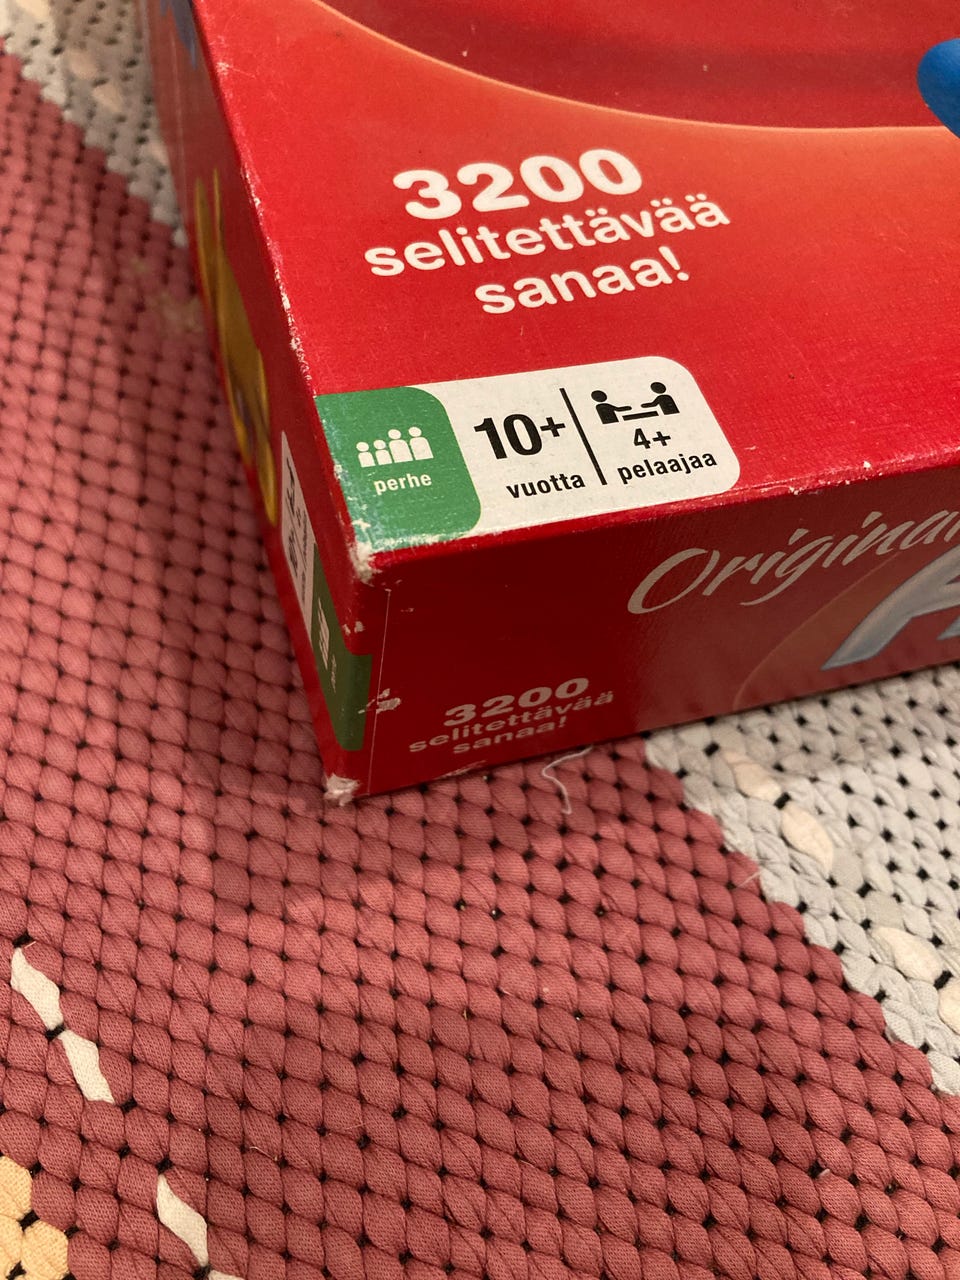 3200
selitettävää
sanaa!
perhe
10+
vuotta
4+
pelaajaa
Original
A
3200
selitettävää
sanaa!